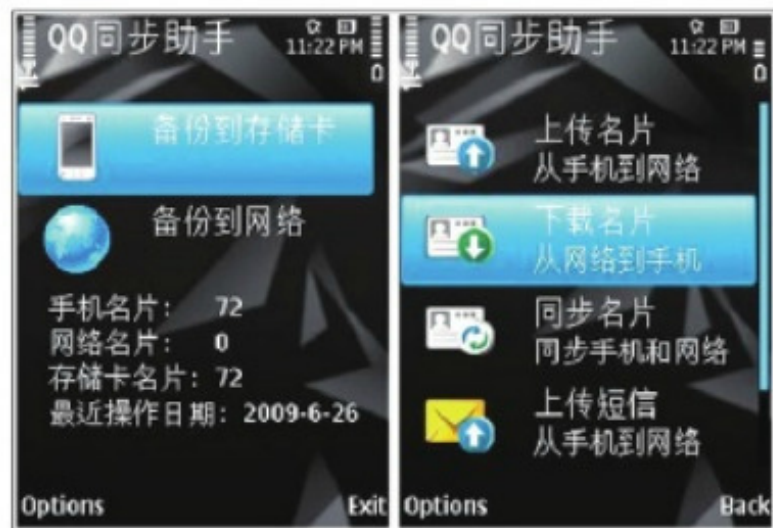 QQ同步助手
11:22 PM
备份到存储卡
备份到网络
手机名片： 72
网络名片： 0
存储卡名片：72
最近操作日期：2009-6-26
Options
Exit
QQ同步助手
11:22 PM
上传名片
从手机到网络
下载名片
从网络到手机
同步名片
同步手机和网络
上传短信
从手机到网络
Options
Back